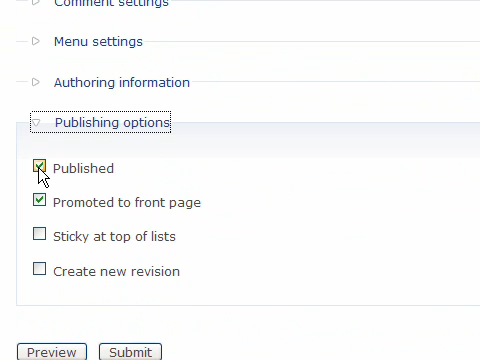 Comment settings
Menu settings
Authoring information
Publishing options
Published
Promoted to front page
Sticky at top of lists
Create new revision
Preview Submit